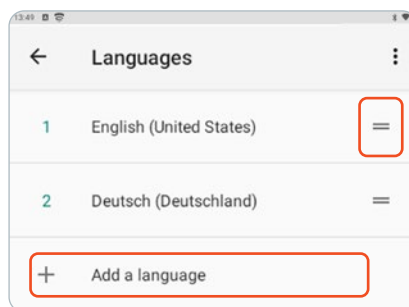 13:49
Languages
1 English (United States)
2 Deutsch (Deutschland)
Add a language